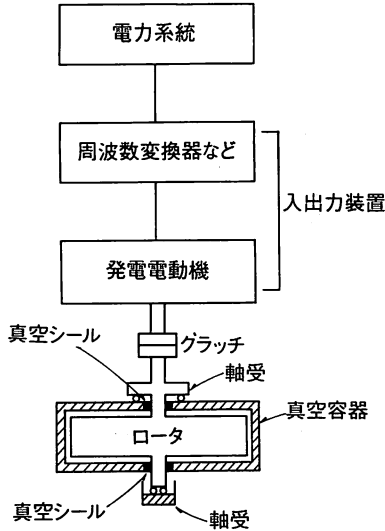 電力系統
周波数変換器など
入出力装置
発電電動機
クラッチ
真空シール
軸受
真空容器
ロータ
真空シール
軸受